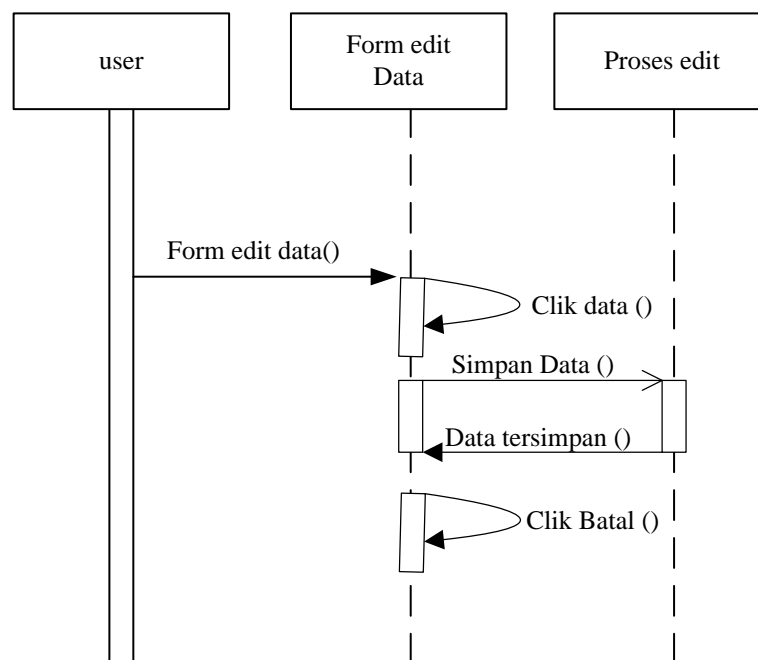 user
Form edit
Data
Proses edit
Form edit data()
Clik data ()
Simpan Data ()
Data tersimpan ()
Clik Batal ()